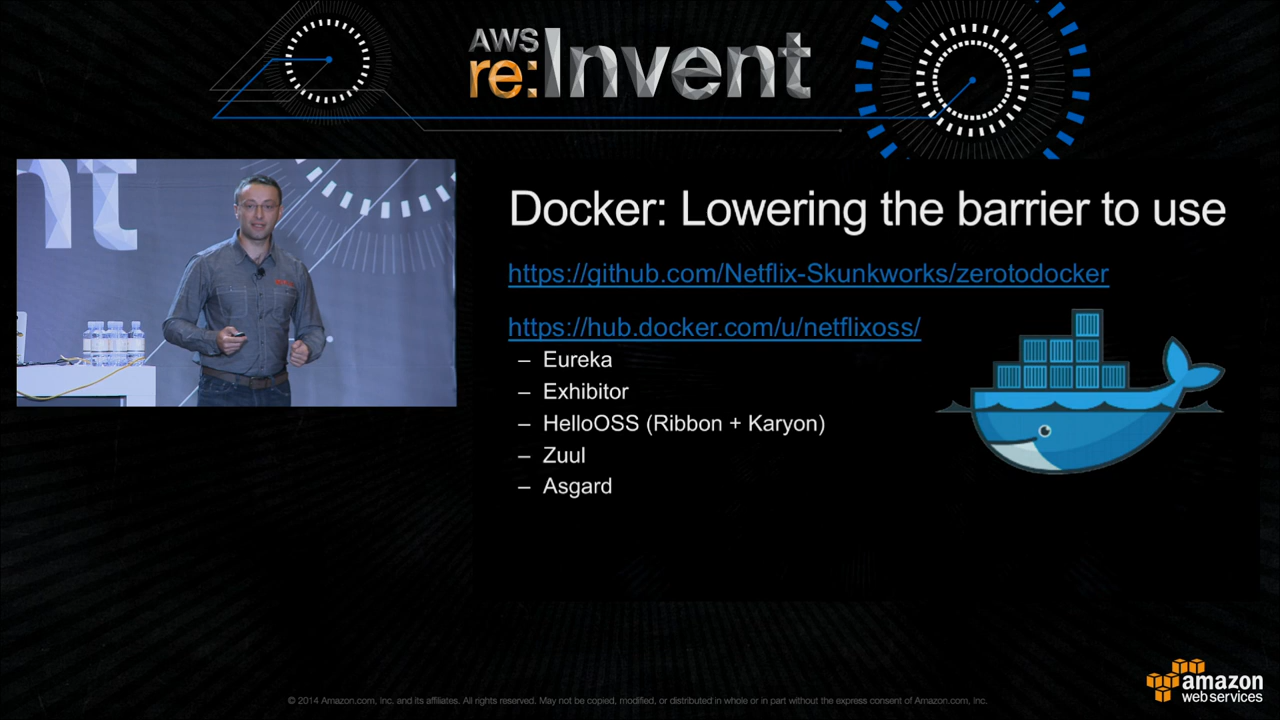 AWS
re:Invent
nt
Docker: Lowering the barrier to use
https://github.com/Netflix-Skunkworks/zerotodocker
https://hub.docker.com/u/netflixoss/
– Eureka
– Exhibitor
– HelloOSS (Ribbon + Karyon)
– Zuul
– Asgard
amazon
web services
© 2014 Amazon.com, Inc. and its affiliates. All rights reserved. May not be copied, modified, or distributed in whole or in part without the express consent of Amazon.com, Inc.